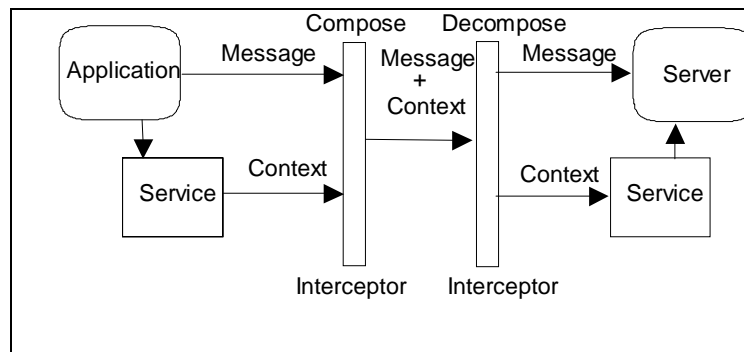 Compose
Decompose
Application
Message
Message
+
Context
Message
Server
Service
Context
Context
Service
Interceptor
Interceptor